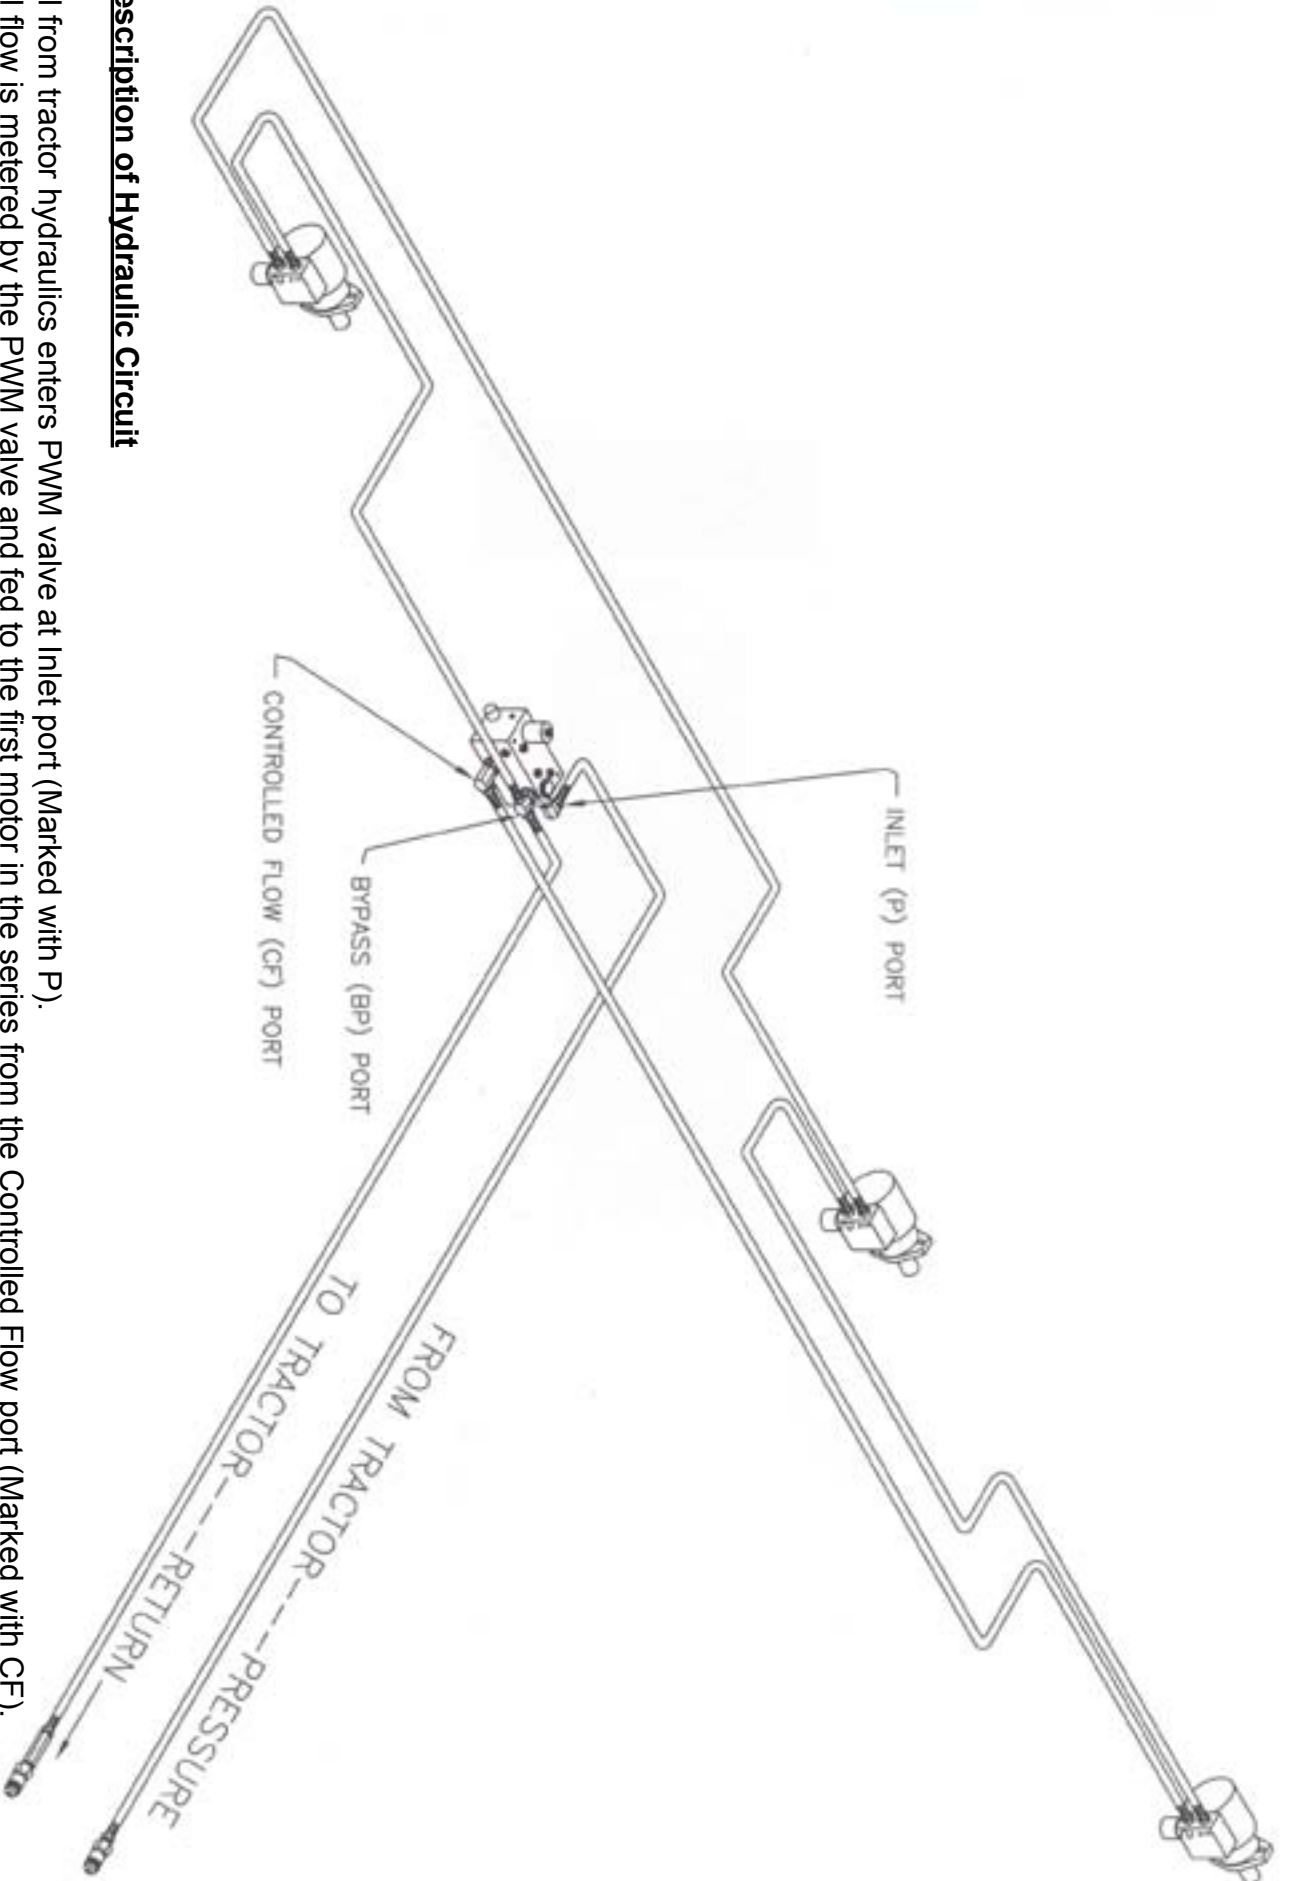 INLET (P) PORT
BYPASS (BP) PORT
CONTROLLED FLOW (CF) PORT
FROM TRACTOR---PRESSURE
TO TRACTOR---RETURN
escription of Hydraulic Circuit
l from tractor hydraulics enters PWM valve at Inlet port (Marked with P).
l flow is metered by the PWM valve and fed to the first motor in the series from the Controlled Flow port (Marked with CF).